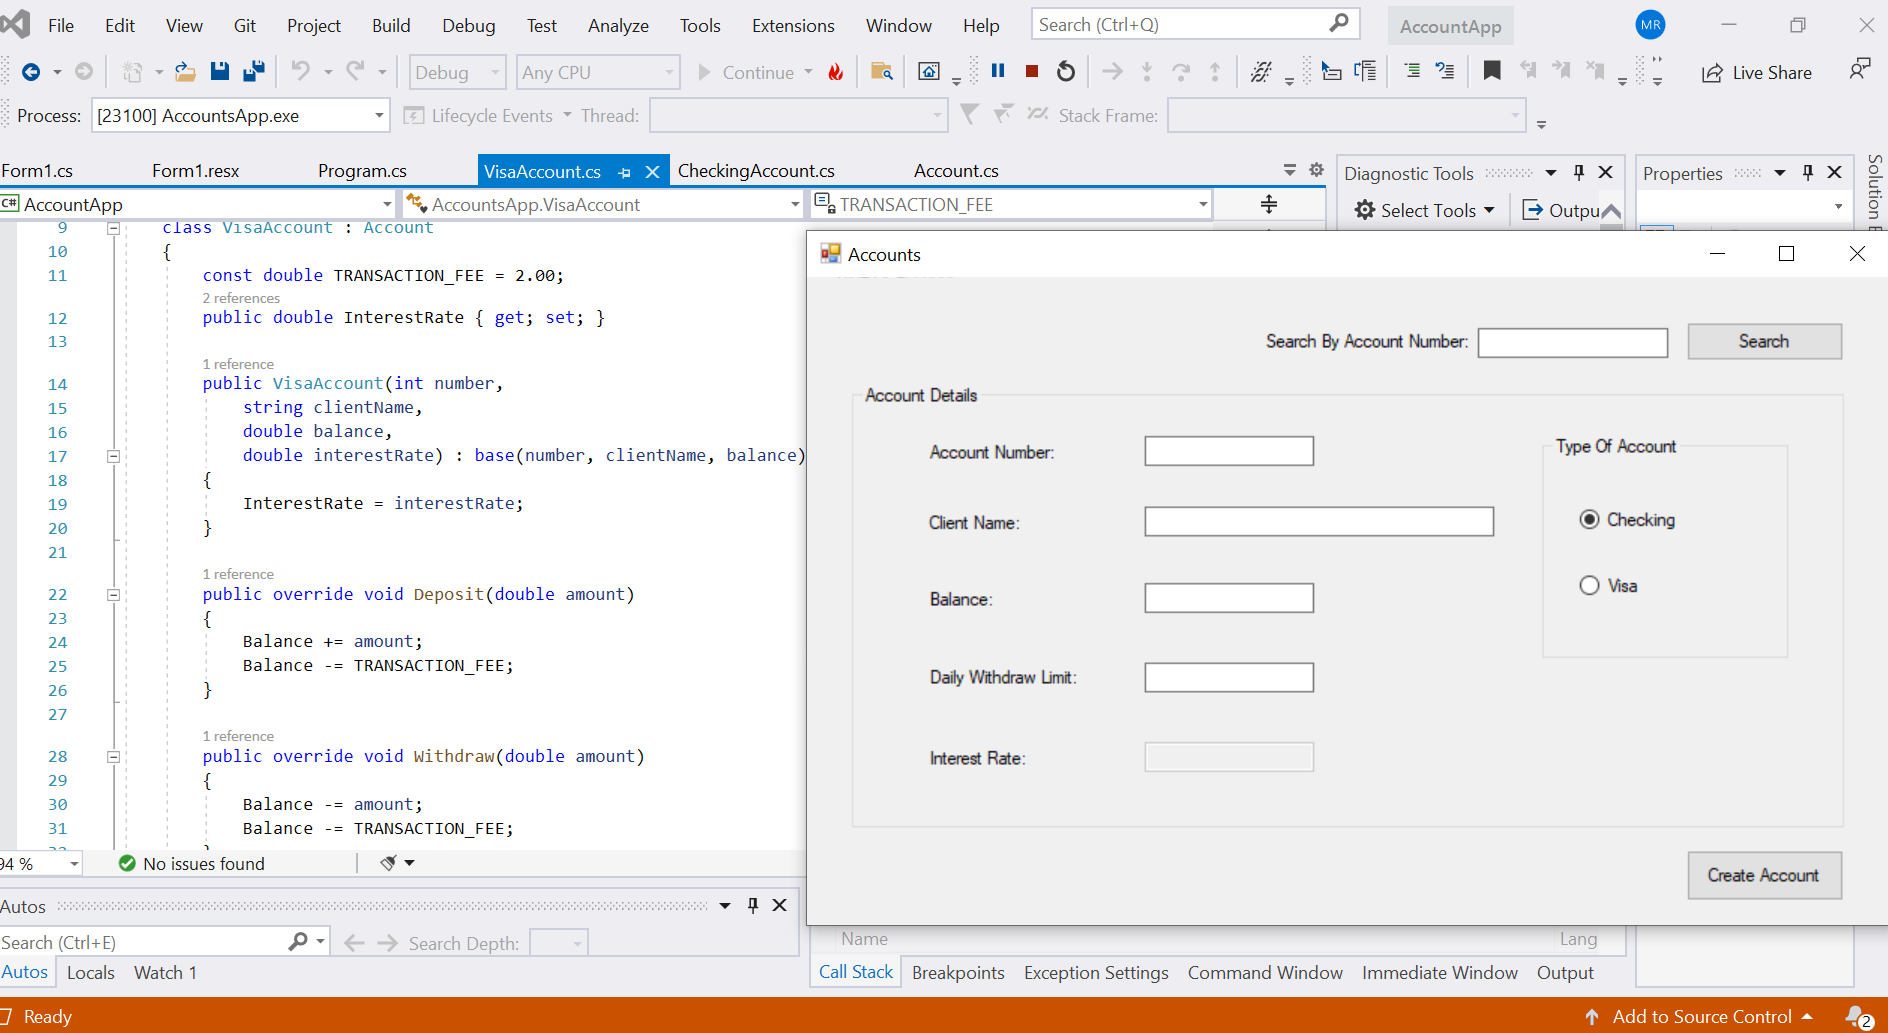 File Edit View Git Project Build Debug Test Analyze Tools Extensions Window Help Search (Ctrl+Q) AccountApp MR
Debug Any CPU Continue Live Share
Process: [23100] AccountsApp.exe Lifecycle Events Thread: Stack Frame:
Form1.cs Form1.resx Program.cs VisaAccount.cs CheckingAccount.cs Account.cs
Diagnostic Tools
Properties
Solution E
C# AccountApp AccountsApp.VisaAccount TRANSACTION_FEE
Select Tools Outpu
9 class VisaAccount : Account
10 {
11 const double TRANSACTION_FEE = 2.00;
2 references
12 public double InterestRate { get; set; }
13
1 reference
14 public VisaAccount(int number,
15 string clientName,
16 double balance,
17 double interestRate) : base(number, clientName, balance)
18 {
19 InterestRate = interestRate;
20 }
21
1 reference
22 public override void Deposit(double amount)
23 {
24 Balance += amount;
25 Balance -= TRANSACTION_FEE;
26 }
27
1 reference
28 public override void Withdraw(double amount)
29 {
30 Balance -= amount;
31 Balance -= TRANSACTION_FEE;
94 % No issues found
Accounts
Search By Account Number: Search
Account Details
Account Number:
Client Name:
Balance:
Daily Withdraw Limit:
Interest Rate:
Type Of Account
Checking
Visa
Create Account
Autos
Search (Ctrl+E) Search Depth:
Autos Locals Watch 1
Name Lang
Call Stack Breakpoints Exception Settings Command Window Immediate Window Output
Ready Add to Source Control 2